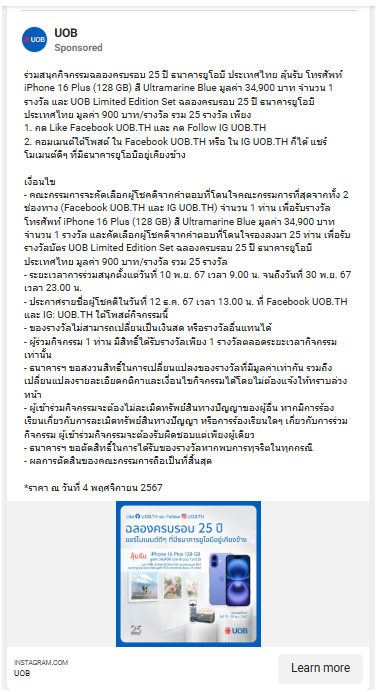 UOB
UOB
Sponsored
ร่วมสนุกกิจกรรมฉลองครบรอบ 25 ปี ธนาคารยูโอบี ประเทศไทย ลุ้นรับ โทรศัพท์
iPhone 16 Plus (128 GB) สี Ultramarine Blue มูลค่า 34,900 บาท จำนวน 1
รางวัล และ UOB Limited Edition Set ฉลองครบรอบ 25 ปี ธนาคารยูโอบี
ประเทศไทย มูลค่า 900 บาท/รางวัล รวม 25 รางวัล เพียง
1. กด Like Facebook UOB.TH และ กด Follow IG UOB.TH
2. คอมเมนต์ใต้โพสต์ ใน Facebook UOB.TH หรือ ใน IG UOB.TH ก็ได้ แชร์
โมเมนต์ดีๆ ที่มีธนาคารยูโอบีอยู่เคียงข้าง
เงื่อนไข
- คณะกรรมการจะคัดเลือกผู้โชคดีจากคำตอบที่โดนใจคณะกรรมการที่สุดจากทั้ง 2
ช่องทาง (Facebook UOB.TH และ IG UOB.TH) จำนวน 1 ท่าน เพื่อรับรางวัล
โทรศัพท์ iPhone 16 Plus (128 GB) สี Ultramarine Blue มูลค่า 34,900 บาท
จำนวน 1 รางวัล และคัดเลือกผู้โชคดีจากคำตอบที่โดนใจรองลงมา 25 ท่าน เพื่อรับ
รางวัลบัตร UOB Limited Edition Set ฉลองครบรอบ 25 ปี ธนาคารยูโอบี
ประเทศไทย มูลค่า 900 บาท/รางวัล รวม 25 รางวัล
- ระยะเวลาการร่วมสนุกตั้งแต่วันที่ 10 พ.ย. 67 เวลา 9.00 น. จนถึงวันที่ 30 พ.ย. 67
เวลา 23.00 น.
- ประกาศรายชื่อผู้โชคดีในวันที่ 12 ธ.ค. 67 เวลา 13.00 น. ที่ Facebook UOB.TH
และ IG: UOB.TH ใต้โพสต์กิจกรรมนี้
- ของรางวัลไม่สามารถเปลี่ยนเป็นเงินสด หรือรางวัลอื่นแทนได้
- ผู้ร่วมกิจกรรม 1 ท่าน มีสิทธิ์ได้รับรางวัลเพียง 1 รางวัลตลอดระยะเวลากิจกรรม
เท่านั้น
- ธนาคารฯ ขอสงวนสิทธิ์ในการเปลี่ยนแปลงของรางวัลที่มีมูลค่าเท่ากัน รวมถึง
เปลี่ยนแปลงรายละเอียดกติกาและเงื่อนไขกิจกรรมได้โดยไม่ต้องแจ้งให้ทราบล่วง
หน้า
- ผู้เข้าร่วมกิจกรรมจะต้องไม่ละเมิดทรัพย์สินทางปัญญาของผู้อื่น หากมีการร้อง
เรียนเกี่ยวกับการละเมิดทรัพย์สินทางปัญญา หรือการร้องเรียนใดๆ เกี่ยวกับการร่วม
กิจกรรม ผู้เข้าร่วมกิจกรรมจะต้องรับผิดชอบแต่เพียงผู้เดียว
- ธนาคารฯ ขอตัดสิทธิ์ในการได้รับของรางวัลหากพบการทุจริตในทุกกรณี
- ผลการตัดสินของคณะกรรมการถือเป็นที่สิ้นสุด
*ราคา ณ วันที่ 4 พฤศจิกายน 2567
Like UOB.TH และ Follow UOB.TH
ฉลองครบรอบ 25 ปี
แชร์โมเมนต์ดีๆ ที่มีธนาคารยูโอบีอยู่เคียงข้าง
ลุ้นรับ iPhone 16 Plus 128 GB
มูลค่า 34,900 บาท จำนวน 1 รางวัล
25
UOB
INSTAGRAM.COM
UOB
Learn more